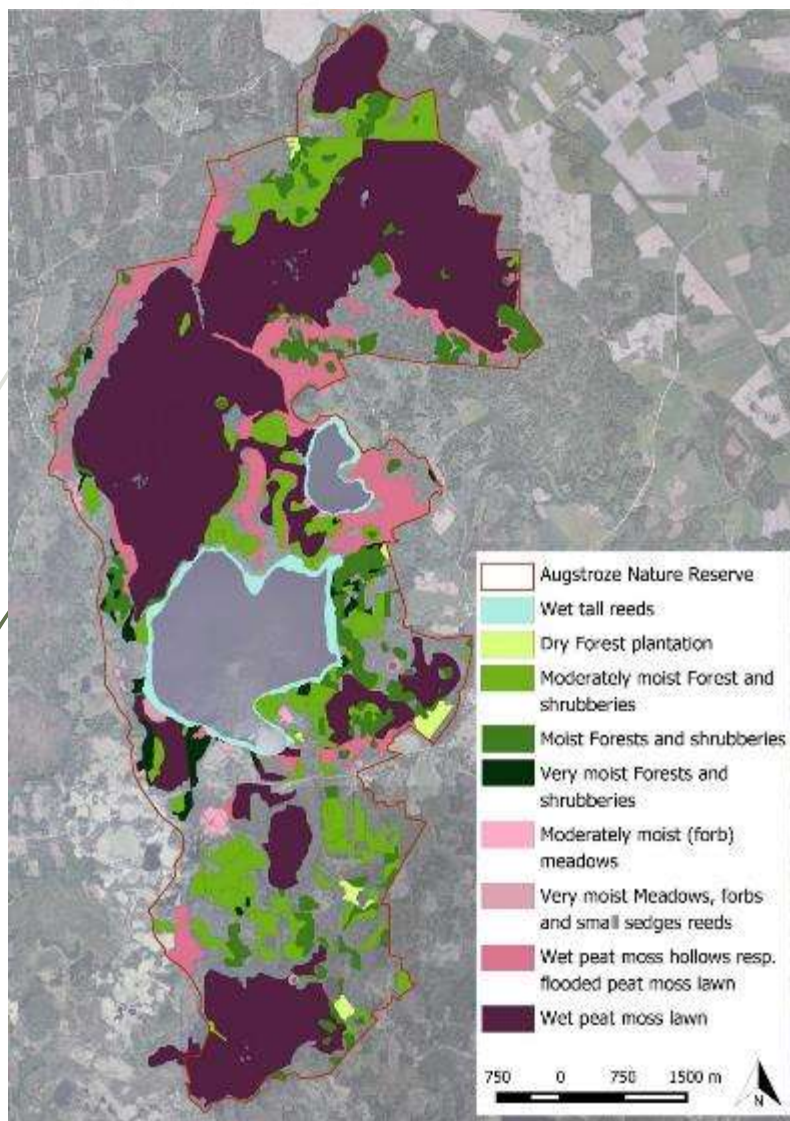 Augstroze Nature Reserve
Wet tall reeds
Dry Forest plantation
Moderately moist Forest and
shrubberies
Moist Forests and shrubberies
Very moist Forests and
shrubberies
Moderately moist (forb)
meadows
Very moist Meadows, forbs
and small sedges reeds
Wet peat moss hollows resp.
flooded peat moss lawn
Wet peat moss lawn
750 0 750 1500 m
N